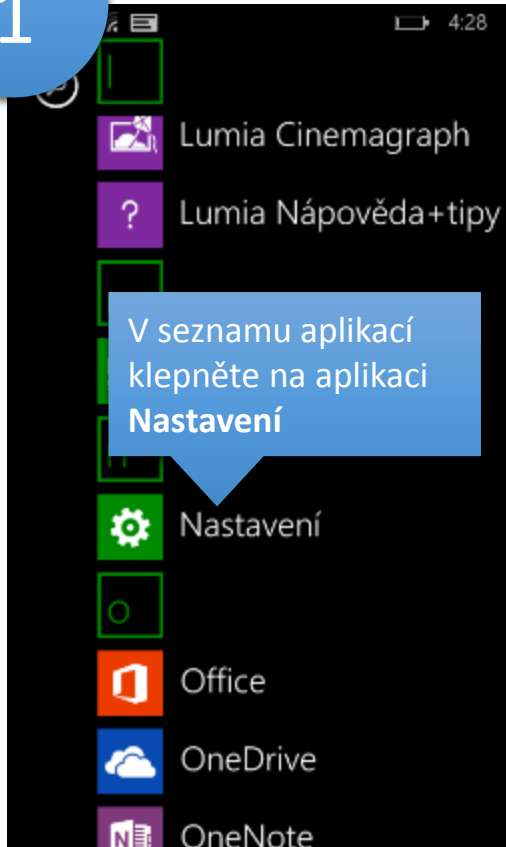 1
4:28
l
Lumia Cinemagraph
? Lumia Nápověda+tipy
V seznamu aplikací
klepněte na aplikaci
Nastavení
n
Nastavení
o
Office
OneDrive
N OneNote